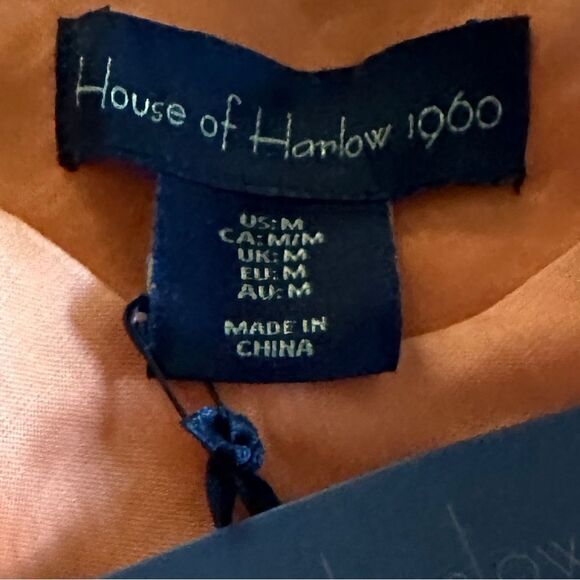 House of Harlow 1960
US: M
CA: M/M
UK: M
EU: M
AU: M
MADE IN
CHINA